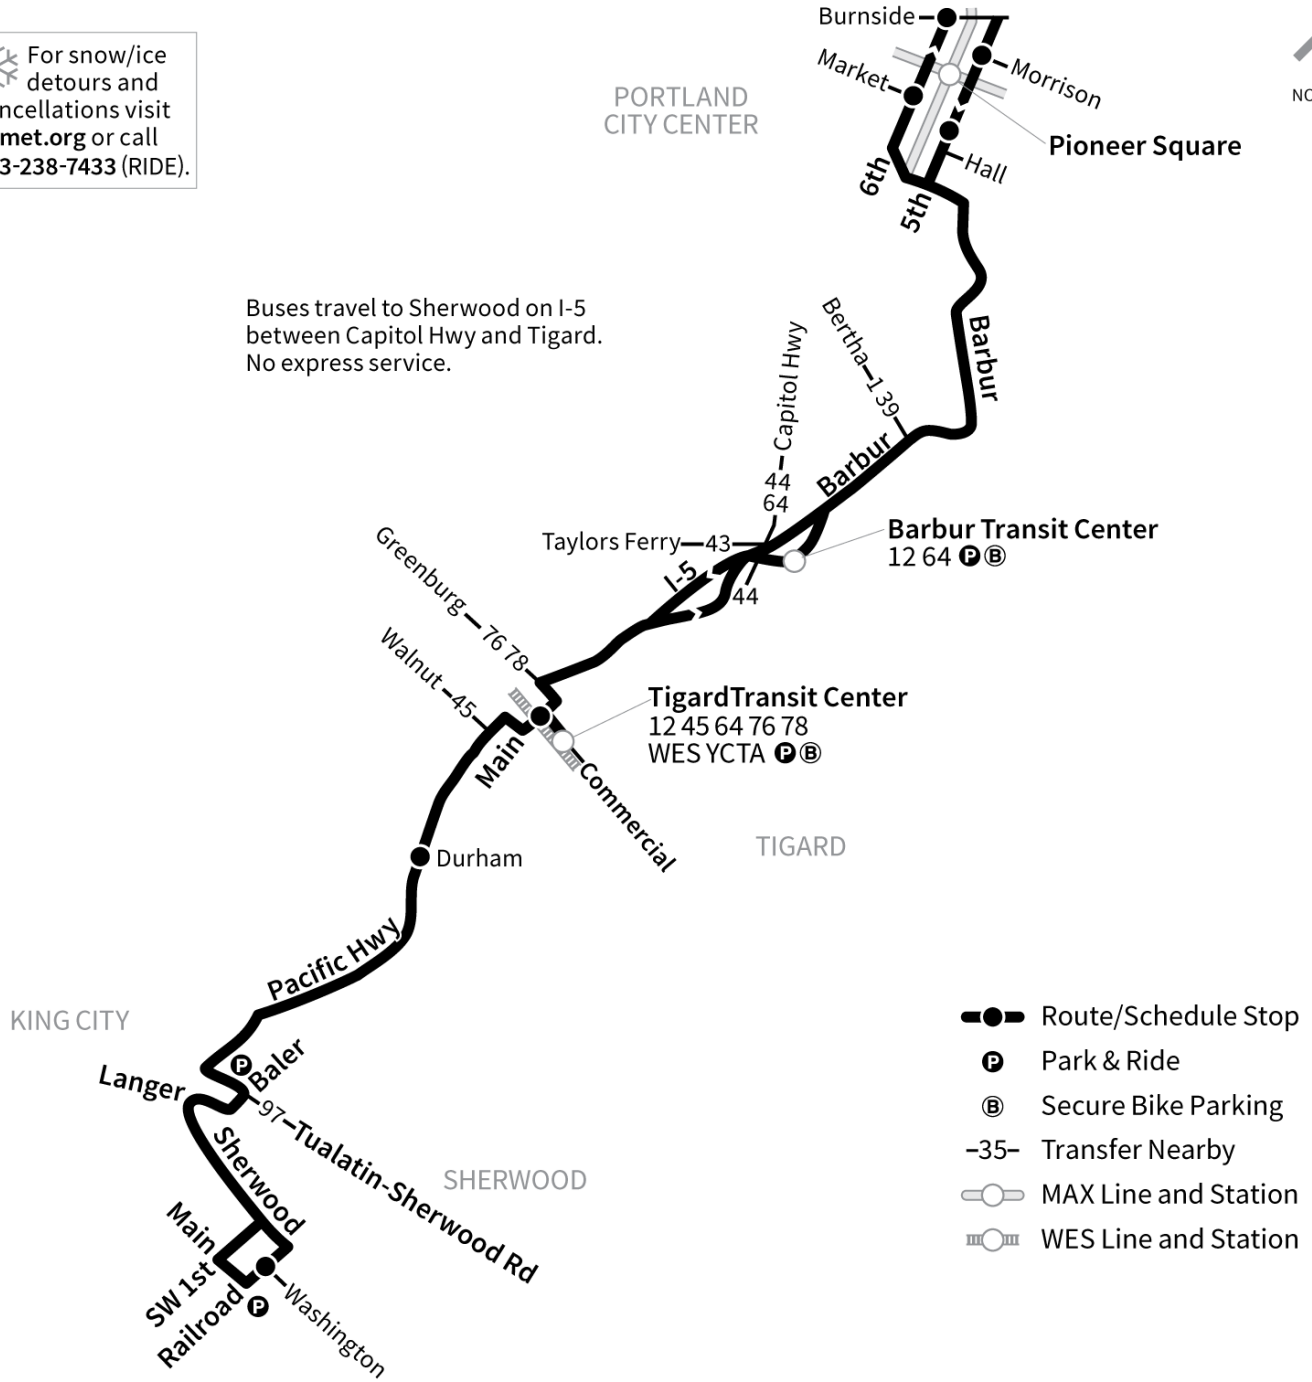 Burnside
For snow/ice
detours and
ncellations visit
met.org or call
3-238-7433 (RIDE).
Market
Morrison
PORTLAND
CITY CENTER
NO
Pioneer Square
6th
Hall
5th
Buses travel to Sherwood on I-5
between Capitol Hwy and Tigard.
No express service.
Barbur
Bertha
1 39
Capitol Hwy
44
64
Barbur
Taylors Ferry
43
Barbur Transit Center
12 64 P B
I-5
44
Greenburg
76 78
Walnut
45
TigardTransit Center
12 45 64 76 78
WES YCTA P B
Main
Commercial
TIGARD
Durham
Pacific Hwy
KING CITY
P
Baler
Langer
97
Tualatin-Sherwood Rd
Sherwood
SHERWOOD
Main
SW 1st
Railroad
P
Washington
Route/Schedule Stop
P Park & Ride
B Secure Bike Parking
-35- Transfer Nearby
MAX Line and Station
WES Line and Station